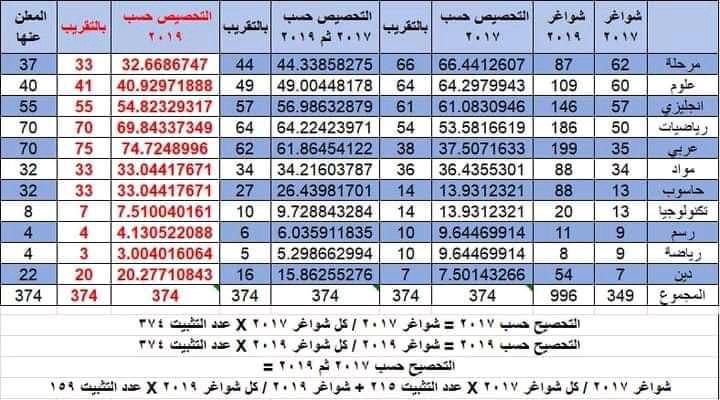 شواغر ٢٠١٧ شواغر ٢٠١٩ التخصيص حسب ٢٠١٧ بالتقريب التخصيص حسب ٢٠١٧ ثم ٢٠١٩ بالتقريب التخصيص حسب ٢٠١٩ بالتقريب المعلن عنها
مرحلة 62 87 66.4412607 66 44.33858275 44 32.6686747 33 37
علوم 60 109 64.2979943 64 49.00448178 49 40.92971888 41 40
انجليزي 57 146 61.0830946 61 56.98632879 57 54.82329317 55 55
رياضيات 50 186 53.5816619 54 64.22423971 64 69.84337349 70 70
عربي 35 199 37.5071633 38 61.86454122 62 74.7248996 75 70
مواد 34 88 36.4355301 36 34.21603787 34 33.04417671 33 32
حاسوب 13 88 13.9312321 14 26.43981701 27 33.04417671 33 32
تكنولوجيا 13 20 13.9312321 14 9.728843284 10 7.510040161 7 8
رسم 9 11 9.64469914 10 6.035911835 6 4.130522088 4 4
رياضة 9 8 9.64469914 10 5.298662994 5 3.004016064 3 4
دين 7 54 7.50143266 7 15.86255276 16 20.27710843 20 22
المجموع 349 996 374 374 374 374 374 374 374
التخصيح حسب ٢٠١٧ = شواغر ٢٠١٧ / كل شواغر ٢٠١٧ X عدد التثبيت ٣٧٤
التخصيح حسب ٢٠١٩ = شواغر ٢٠١٩ / كل شواغر ٢٠١٩ X عدد التثبيت ٣٧٤
التخصيح حسب ٢٠١٧ ثم ٢٠١٩ =
شواغر ٢٠١٧ / كل شواغر ٢٠١٧ X عدد التثبيت ٢١٥ + شواغر ٢٠١٩ / كل شواغر ٢٠١٩ X عدد التثبيت ١٥٩